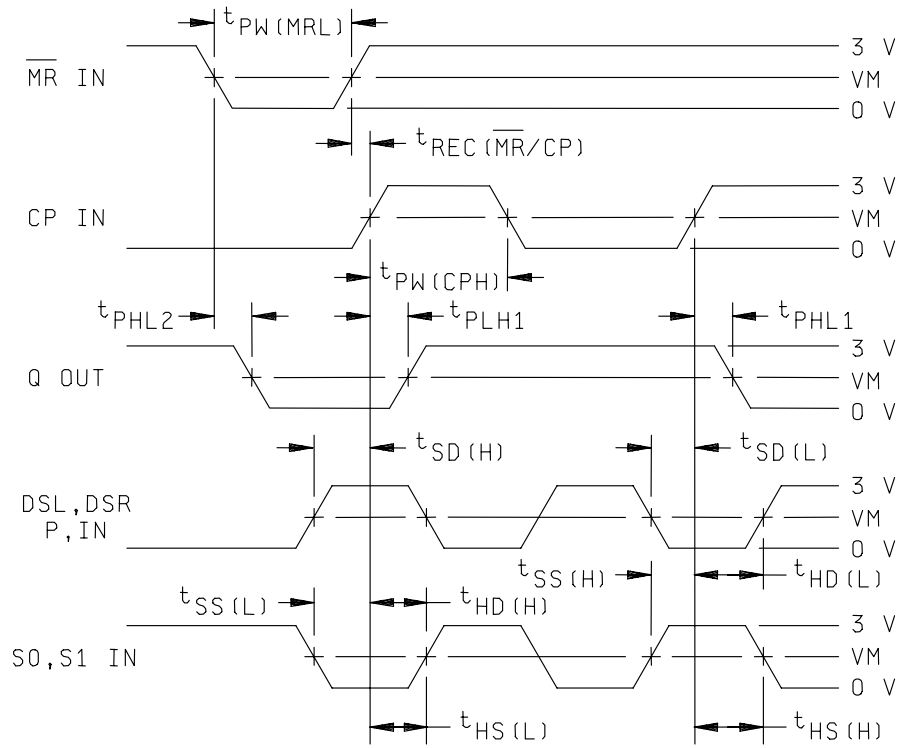 tPW(MRL)
3 V
M̅R̅ IN
VM
0 V
tREC(M̅R̅/CP)
3 V
CP IN
VM
0 V
tPW(CPH)
tPHL2
tPLH1
tPHL1
3 V
Q OUT
VM
0 V
tSD(H)
tSD(L)
3 V
DSL,DSR
P,IN
VM
0 V
tSS(H)
tHD(L)
tSS(L)
tHD(H)
3 V
S0,S1 IN
VM
0 V
tHS(L)
tHS(H)